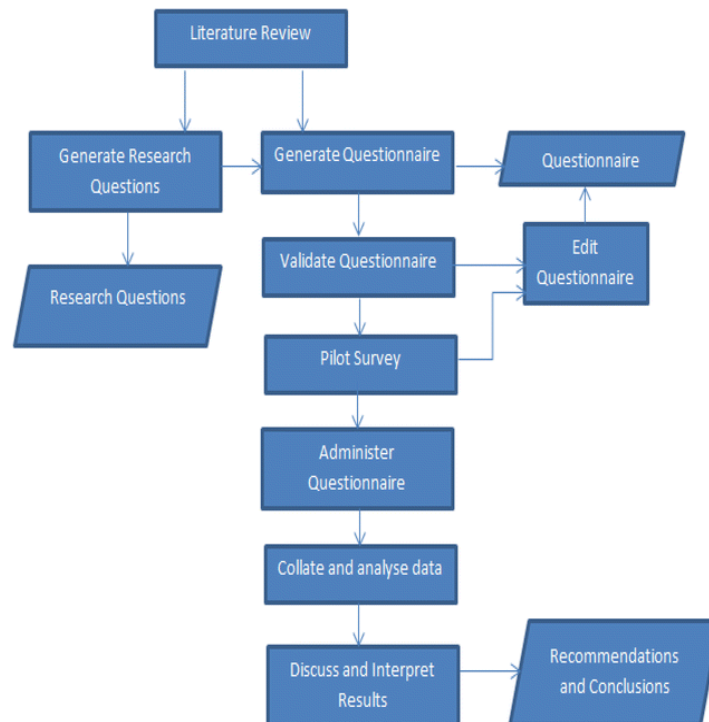 Literature Review
Generate Research
Questions
Generate Questionnaire
Questionnaire
Research Questions
Validate Questionnaire
Edit
Questionnaire
Pilot Survey
Administer
Questionnaire
Collate and analyse data
Discuss and Interpret
Results
Recommendations
and Conclusions